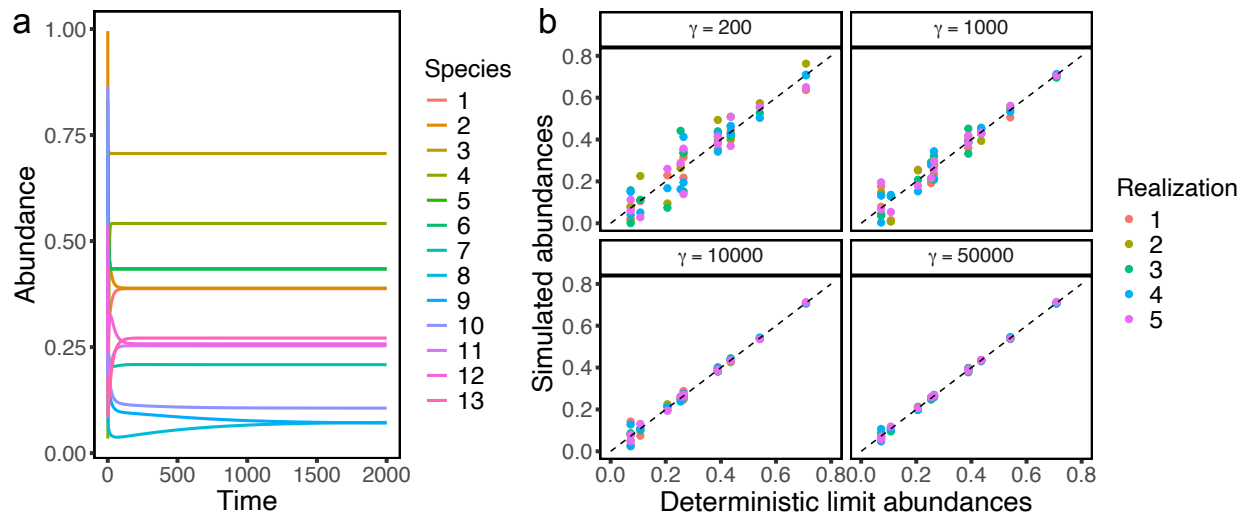 a
Abundance
1.00
0.75
0.50
0.25
0.00
0 500 1000 1500 2000
Time
Species
1
2
3
4
5
6
7
8
9
10
11
12
13
b
Simulated abundances
γ = 200 γ = 1000
0.8
0.6
0.4
0.2
0.0
γ = 10000 γ = 50000
0.8
0.6
0.4
0.2
0.0
0.0 0.2 0.4 0.6 0.8 0.0 0.2 0.4 0.6 0.8
Deterministic limit abundances
Realization
1
2
3
4
5